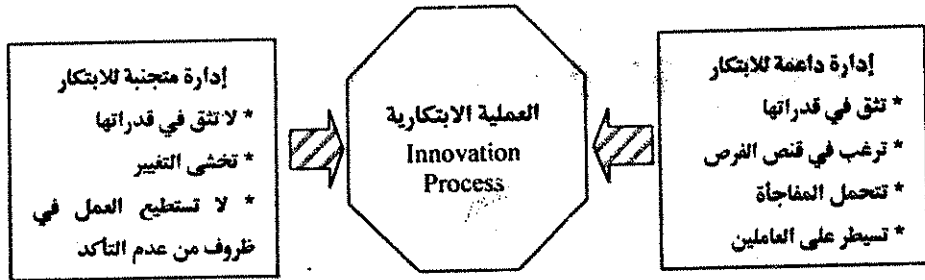 إدارة داعمة للابتكار
* تثق في قدراتها
* ترغب في قنص الفرص
* تتحمل المفاجأة
* تسيطر على العاملين
العملية الابتكارية
Innovation
Process
إدارة متجنبة للابتكار
* لا تثق في قدراتها
* تخشى التغيير
* لا تستطيع العمل في
ظروف من عدم التأكد